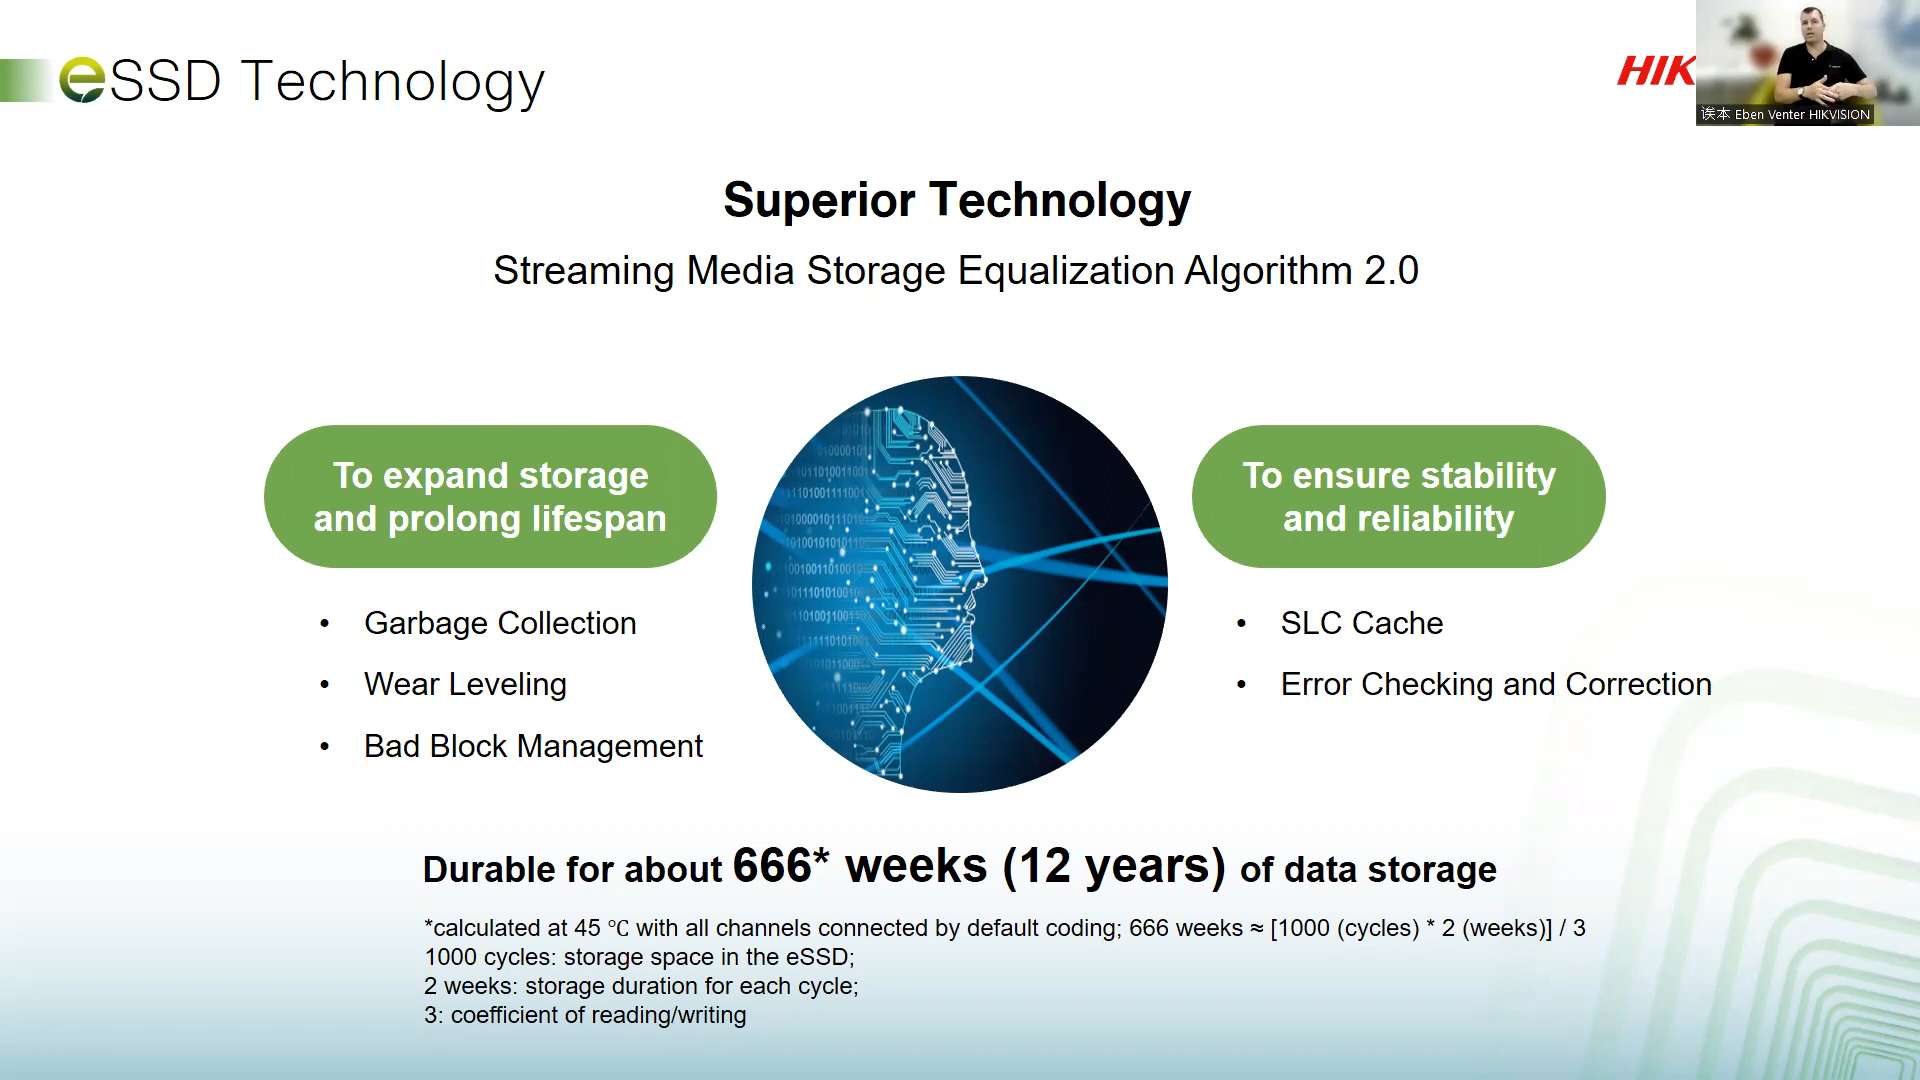 eSSD Technology
HIK
诶本 Eben Venter HIKVISION
Superior Technology
Streaming Media Storage Equalization Algorithm 2.0
To expand storage
and prolong lifespan
• Garbage Collection
• Wear Leveling
• Bad Block Management
To ensure stability
and reliability
• SLC Cache
• Error Checking and Correction
Durable for about 666* weeks (12 years) of data storage
*calculated at 45 ℃ with all channels connected by default coding; 666 weeks ≈ [1000 (cycles) * 2 (weeks)] / 3
1000 cycles: storage space in the eSSD;
2 weeks: storage duration for each cycle;
3: coefficient of reading/writing